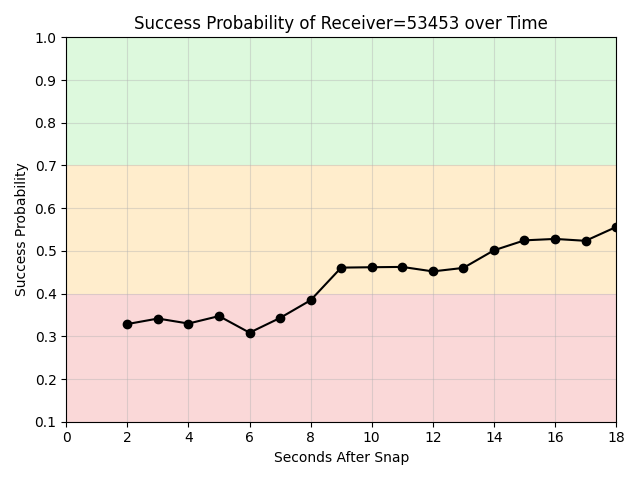 Success Probability of Receiver=53453 over Time
1.0
0.9
0.8
0.7
0.6
0.5
0.4
0.3
0.2
0.1
Success Probability
0 2 4 6 8 10 12 14 16 18
Seconds After Snap